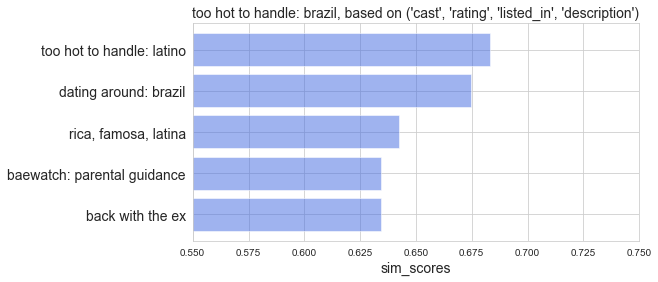 too hot to handle: brazil, based on ('cast', 'rating', 'listed_in', 'description')
too hot to handle: latino
dating around: brazil
rica, famosa, latina
baewatch: parental guidance
back with the ex
0.550 0.575 0.600 0.625 0.650 0.675 0.700 0.725 0.750
sim_scores